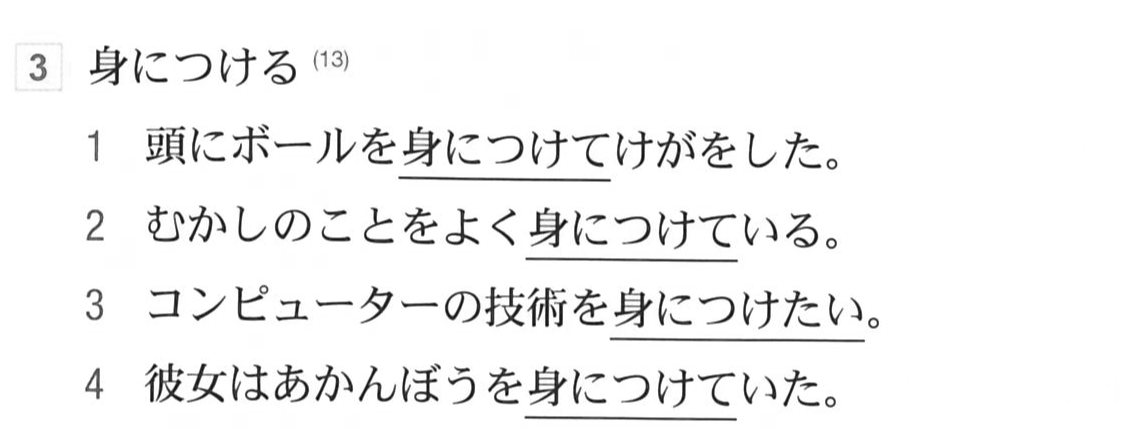 3 身につける (13)
1 頭にボールを身につけてけがをした。
2 むかしのことをよく身につけている。
3 コンピューターの技術を身につけたい。
4 彼女はあかんぼうを身につけていた。